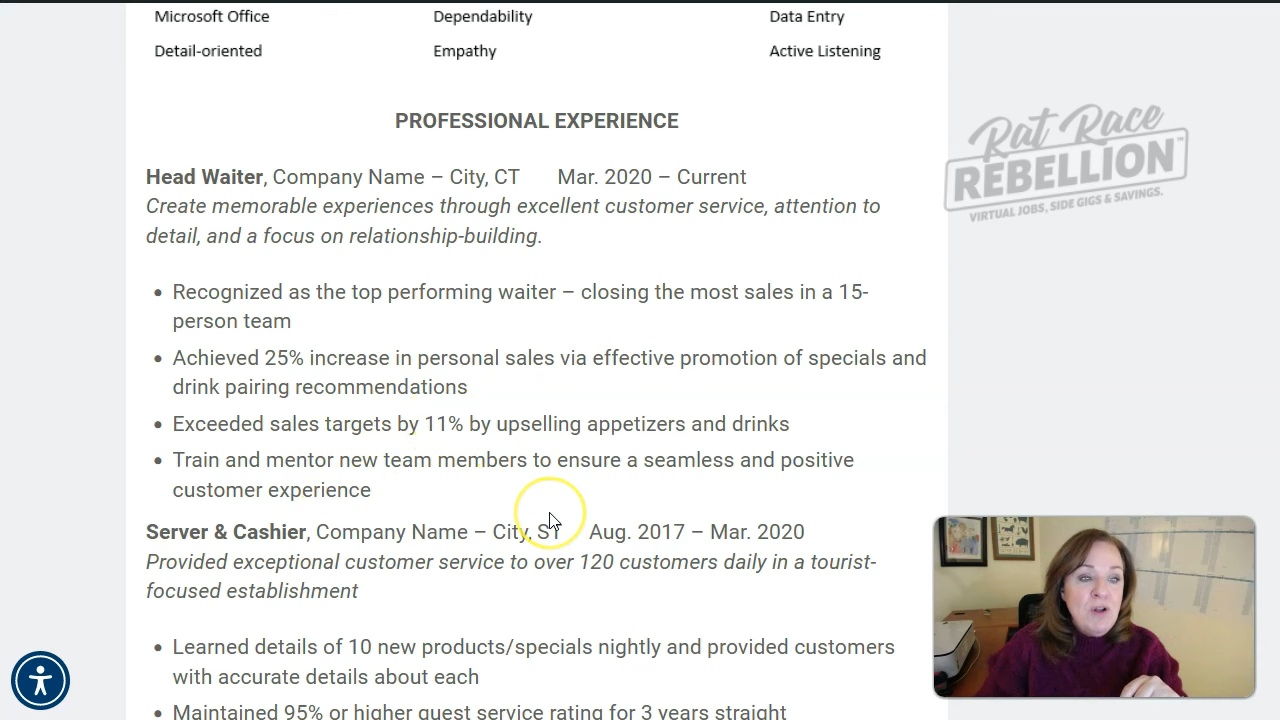 Microsoft Office Dependability Data Entry
Detail-oriented Empathy Active Listening
PROFESSIONAL EXPERIENCE
Rat Race
REBELLION™
VIRTUAL JOBS, SIDE GIGS & SAVINGS.
Head Waiter, Company Name – City, CT Mar. 2020 – Current
Create memorable experiences through excellent customer service, attention to
detail, and a focus on relationship-building.
• Recognized as the top performing waiter – closing the most sales in a 15-
person team
• Achieved 25% increase in personal sales via effective promotion of specials and
drink pairing recommendations
• Exceeded sales targets by 11% by upselling appetizers and drinks
• Train and mentor new team members to ensure a seamless and positive
customer experience
Server & Cashier, Company Name – City, ST Aug. 2017 – Mar. 2020
Provided exceptional customer service to over 120 customers daily in a tourist-
focused establishment
• Learned details of 10 new products/specials nightly and provided customers
with accurate details about each
• Maintained 95% or higher guest service rating for 3 years straight